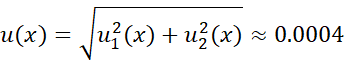 u(x) = √(u₁²(x) + u₂²(x)) ≈ 0.0004